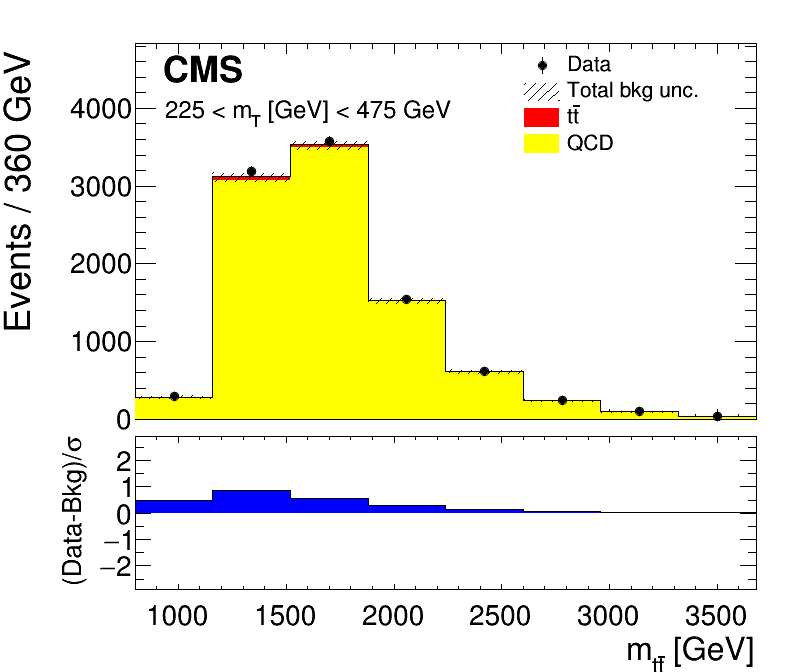 Events / 360 GeV
CMS
225 < m_T [GeV] < 475 GeV
Data
Total bkg unc.
tt̄
QCD
4000
3000
2000
1000
0
(Data-Bkg)/σ
2
1
0
−1
−2
1000 1500 2000 2500 3000 3500
m_tt̄ [GeV]